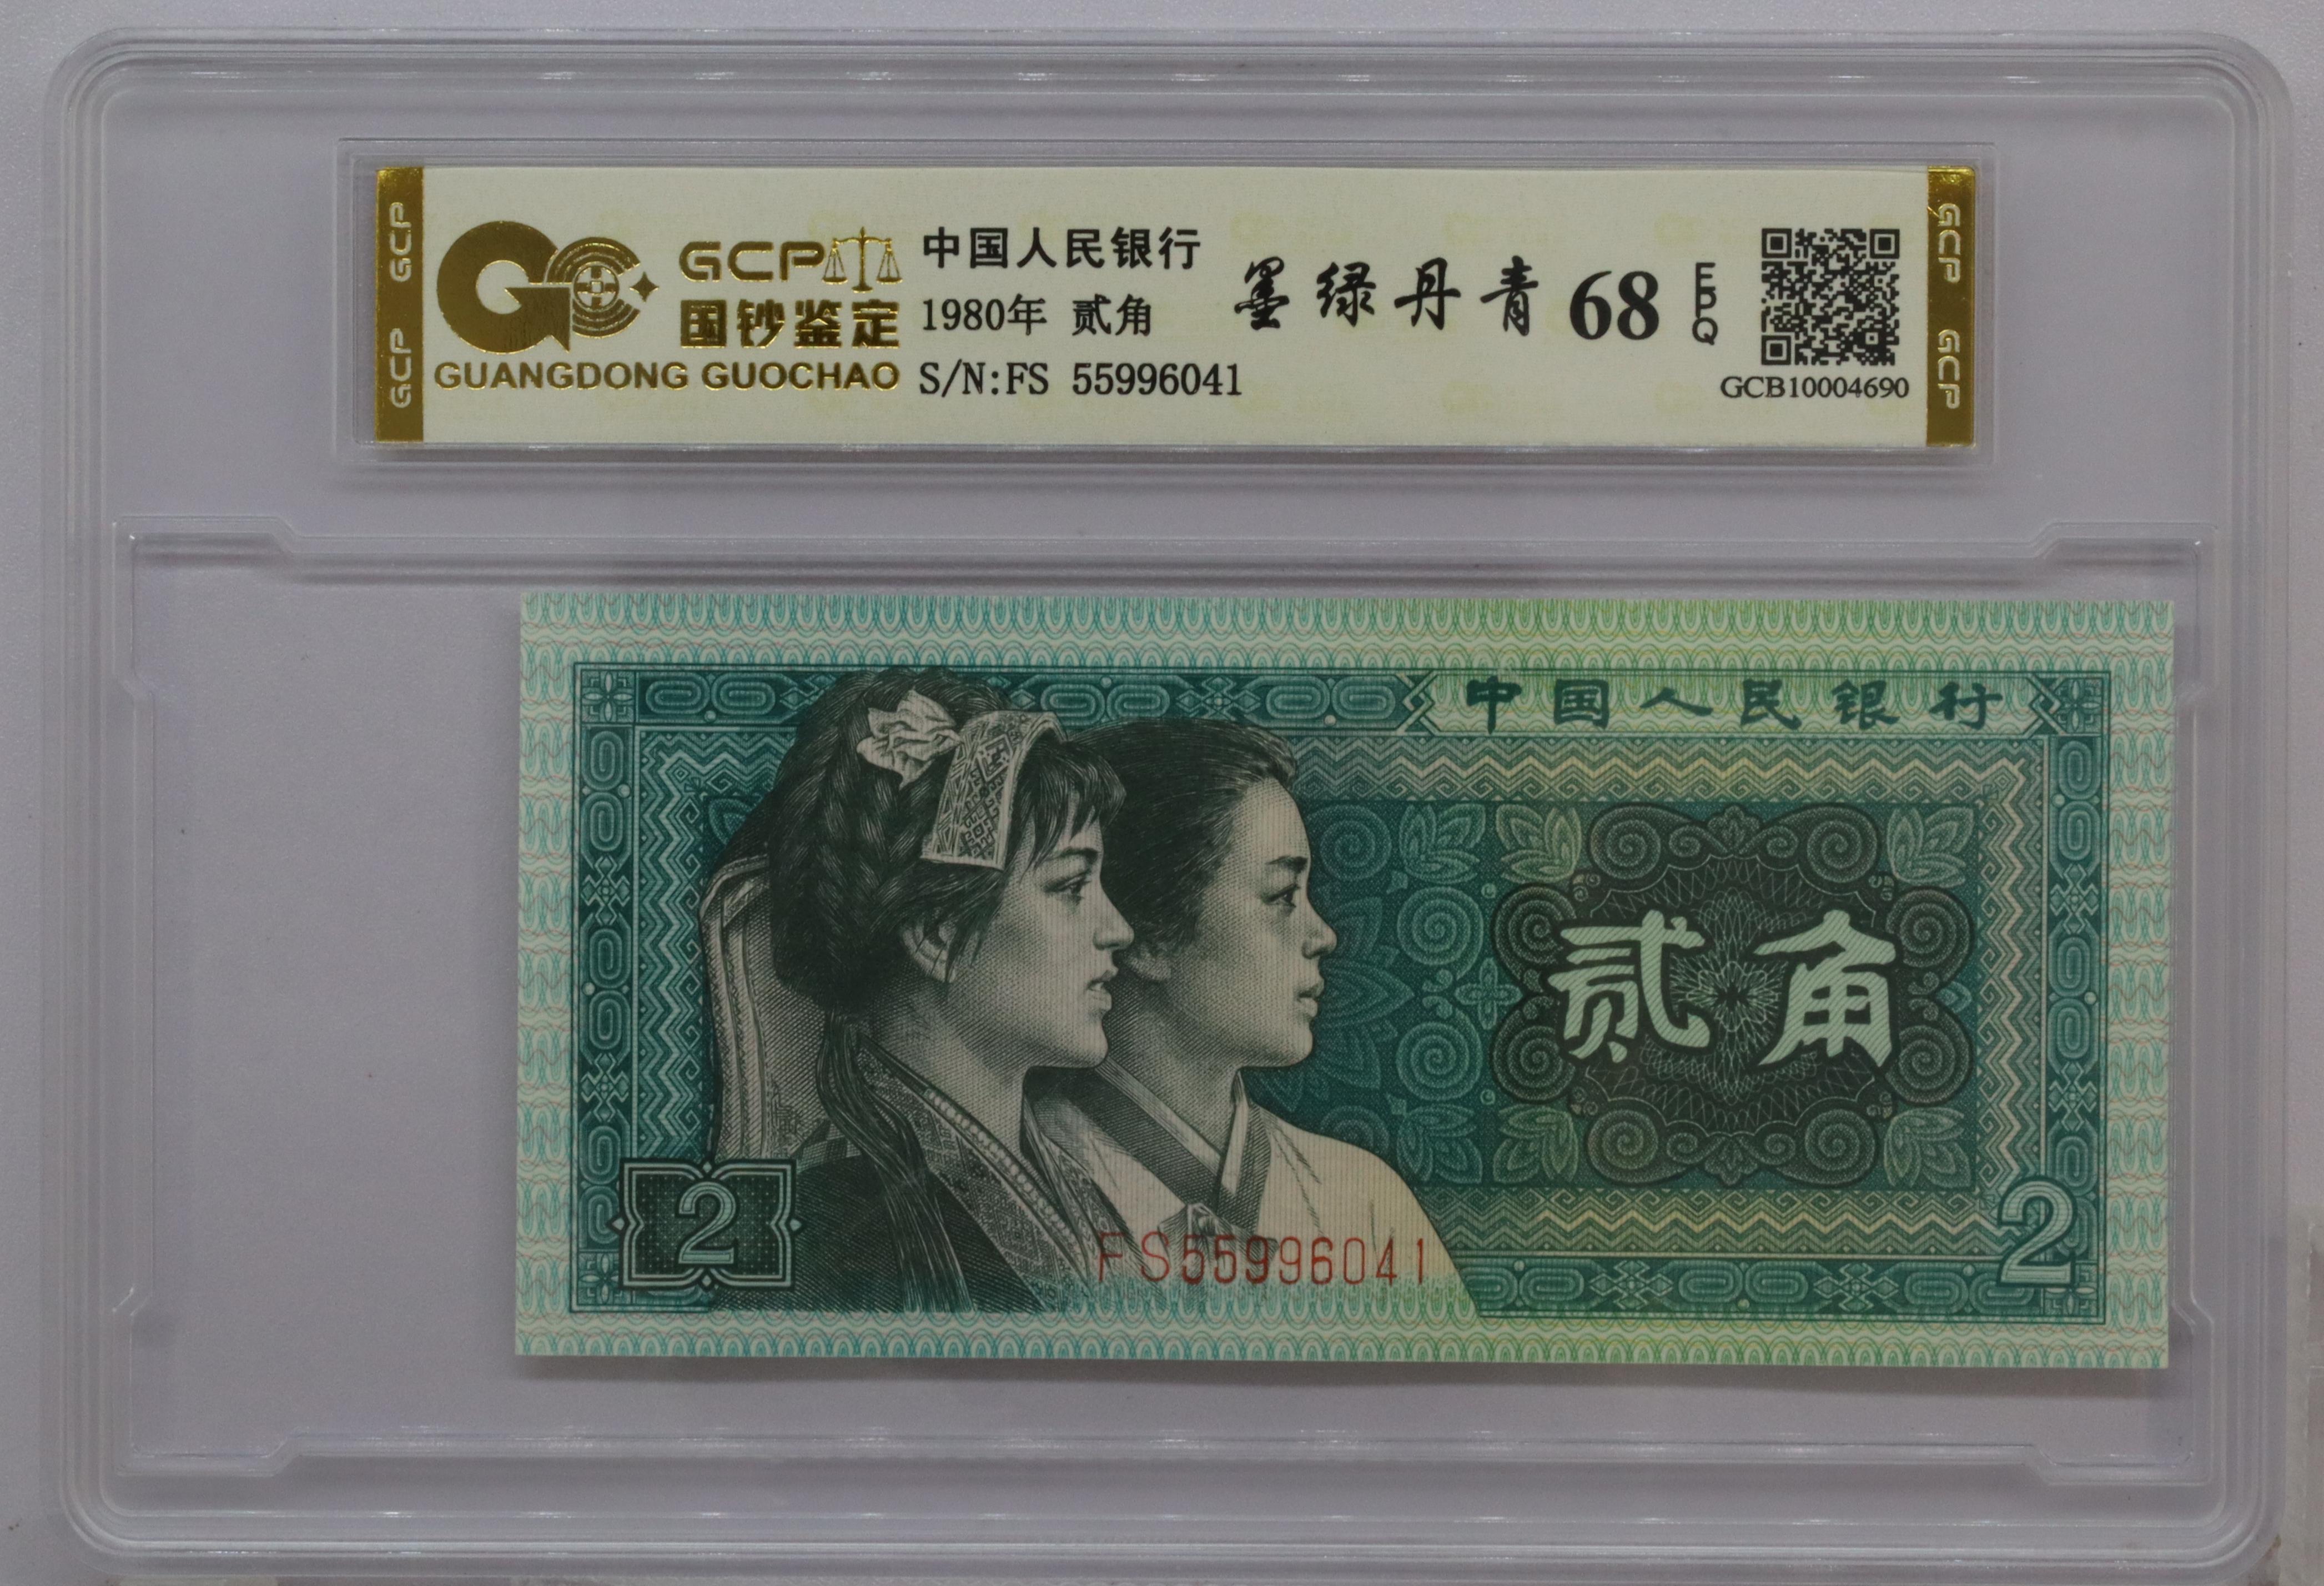 GCP GCP
GCP
国钞鉴定
GUANGDONG GUOCHAO
中国人民银行
1980年 贰角
S/N:FS 55996041
墨绿丹青 68 EPQ
GCB10004690
GCP GCP
中国人民银行
贰角
2
FS55996041
2